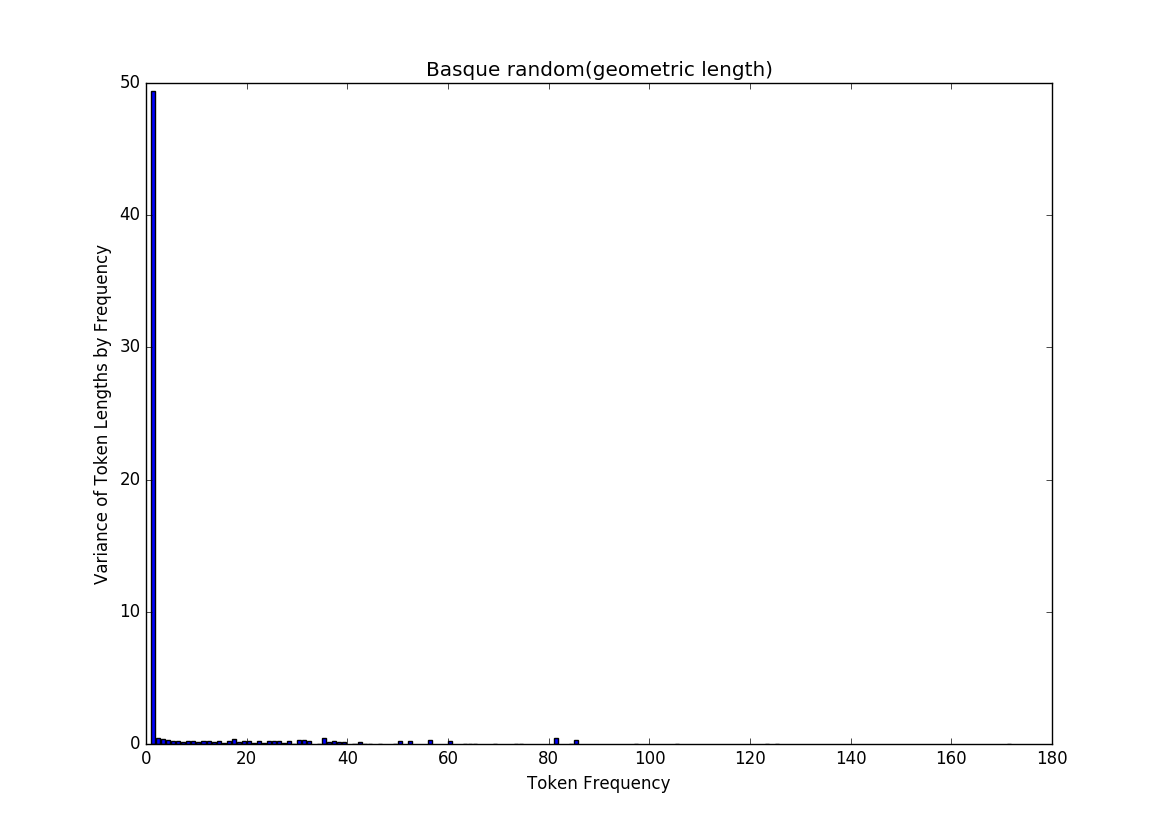 Basque random(geometric length)
50
40
30
20
10
0
Variance of Token Lengths by Frequency
0 20 40 60 80 100 120 140 160 180
Token Frequency